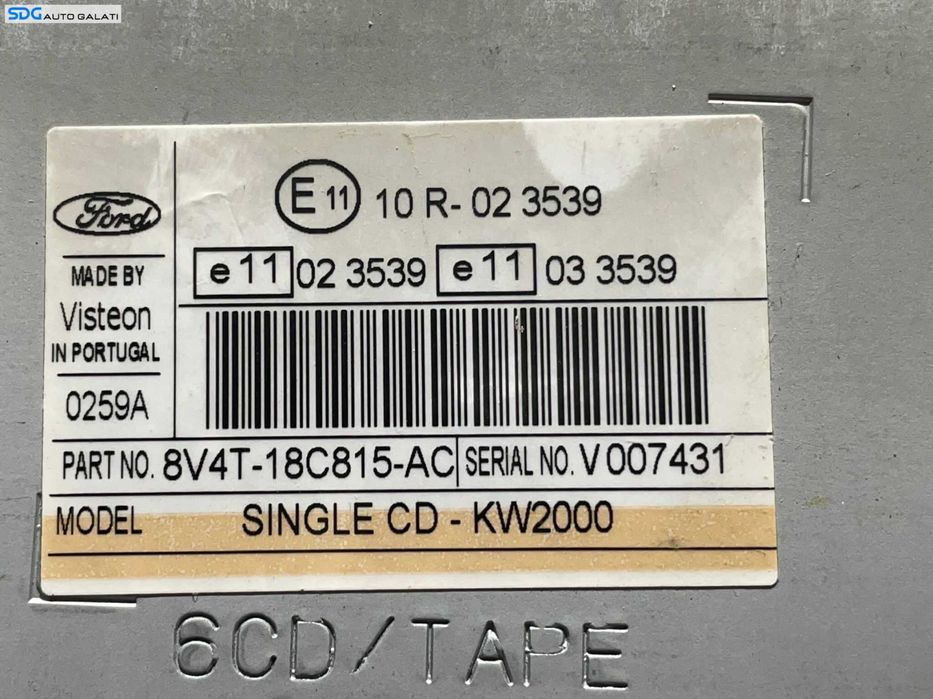 SDG AUTO GALATI
E 11 10 R- 02 3539
Ford
e 11 02 3539 e 11 03 3539
MADE BY
Visteon
IN PORTUGAL
0259A
PART NO. 8V4T-18C815-AC SERIAL NO. V007431
MODEL SINGLE CD - KW2000
6CD/TAPE